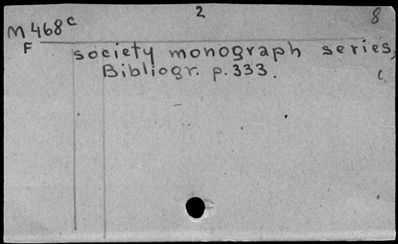 2 8
M468c
F society monograph series,
Bibliogr. p.333.